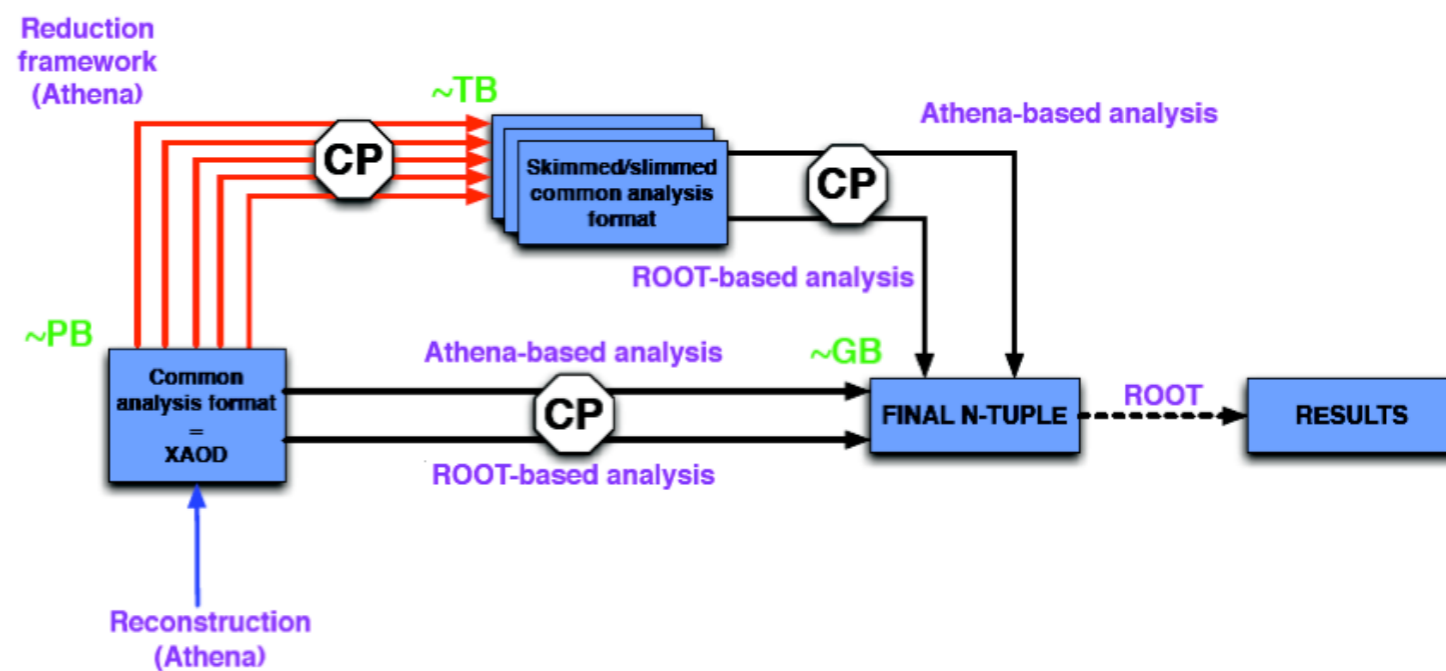 Reduction
framework
(Athena)
~TB
CP
Skimmed/slimmed
common analysis
format
CP
Athena-based analysis
ROOT-based analysis
~PB
Common
analysis format
=
XAOD
Athena-based analysis
CP
ROOT-based analysis
~GB
FINAL N-TUPLE
ROOT
RESULTS
Reconstruction
(Athena)